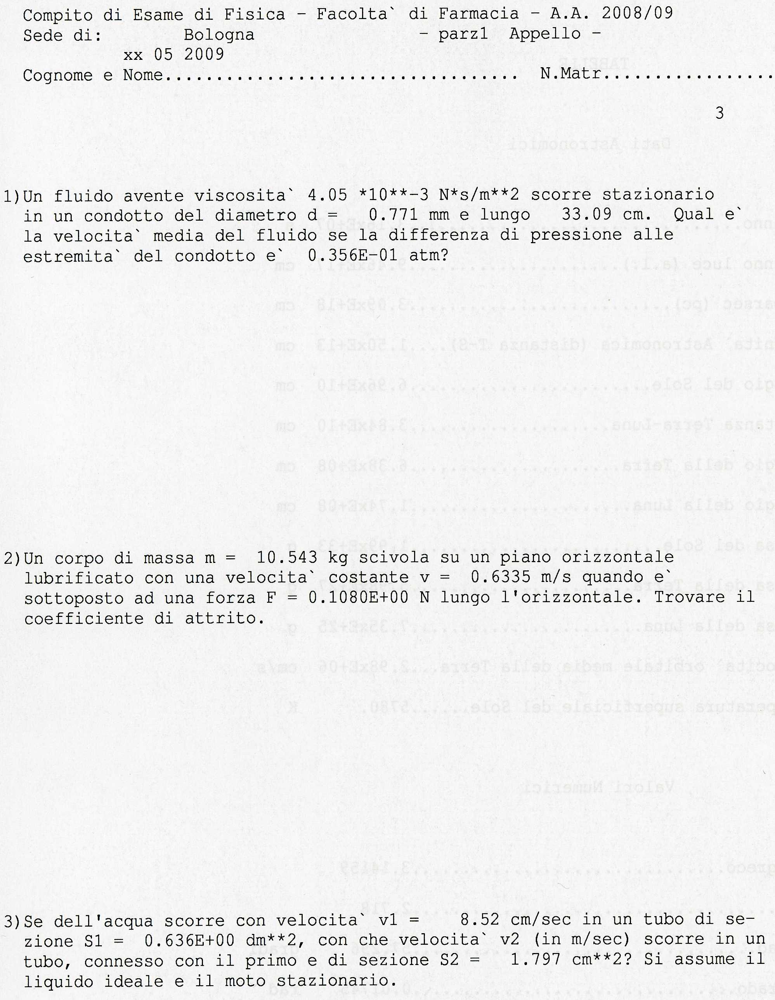 Compito di Esame di Fisica - Facolta` di Farmacia - A.A. 2008/09
Sede di: Bologna - parz1 Appello -
xx 05 2009
Cognome e Nome................................... N.Matr.................
3
1)Un fluido avente viscosita` 4.05 *10**-3 N*s/m**2 scorre stazionario
in un condotto del diametro d = 0.771 mm e lungo 33.09 cm. Qual e`
la velocita` media del fluido se la differenza di pressione alle
estremita` del condotto e` 0.356E-01 atm?
2)Un corpo di massa m = 10.543 kg scivola su un piano orizzontale
lubrificato con una velocita` costante v = 0.6335 m/s quando e`
sottoposto ad una forza F = 0.1080E+00 N lungo l'orizzontale. Trovare il
coefficiente di attrito.
3)Se dell'acqua scorre con velocita` v1 = 8.52 cm/sec in un tubo di se-
zione S1 = 0.636E+00 dm**2, con che velocita` v2 (in m/sec) scorre in un
tubo, connesso con il primo e di sezione S2 = 1.797 cm**2? Si assume il
liquido ideale e il moto stazionario.